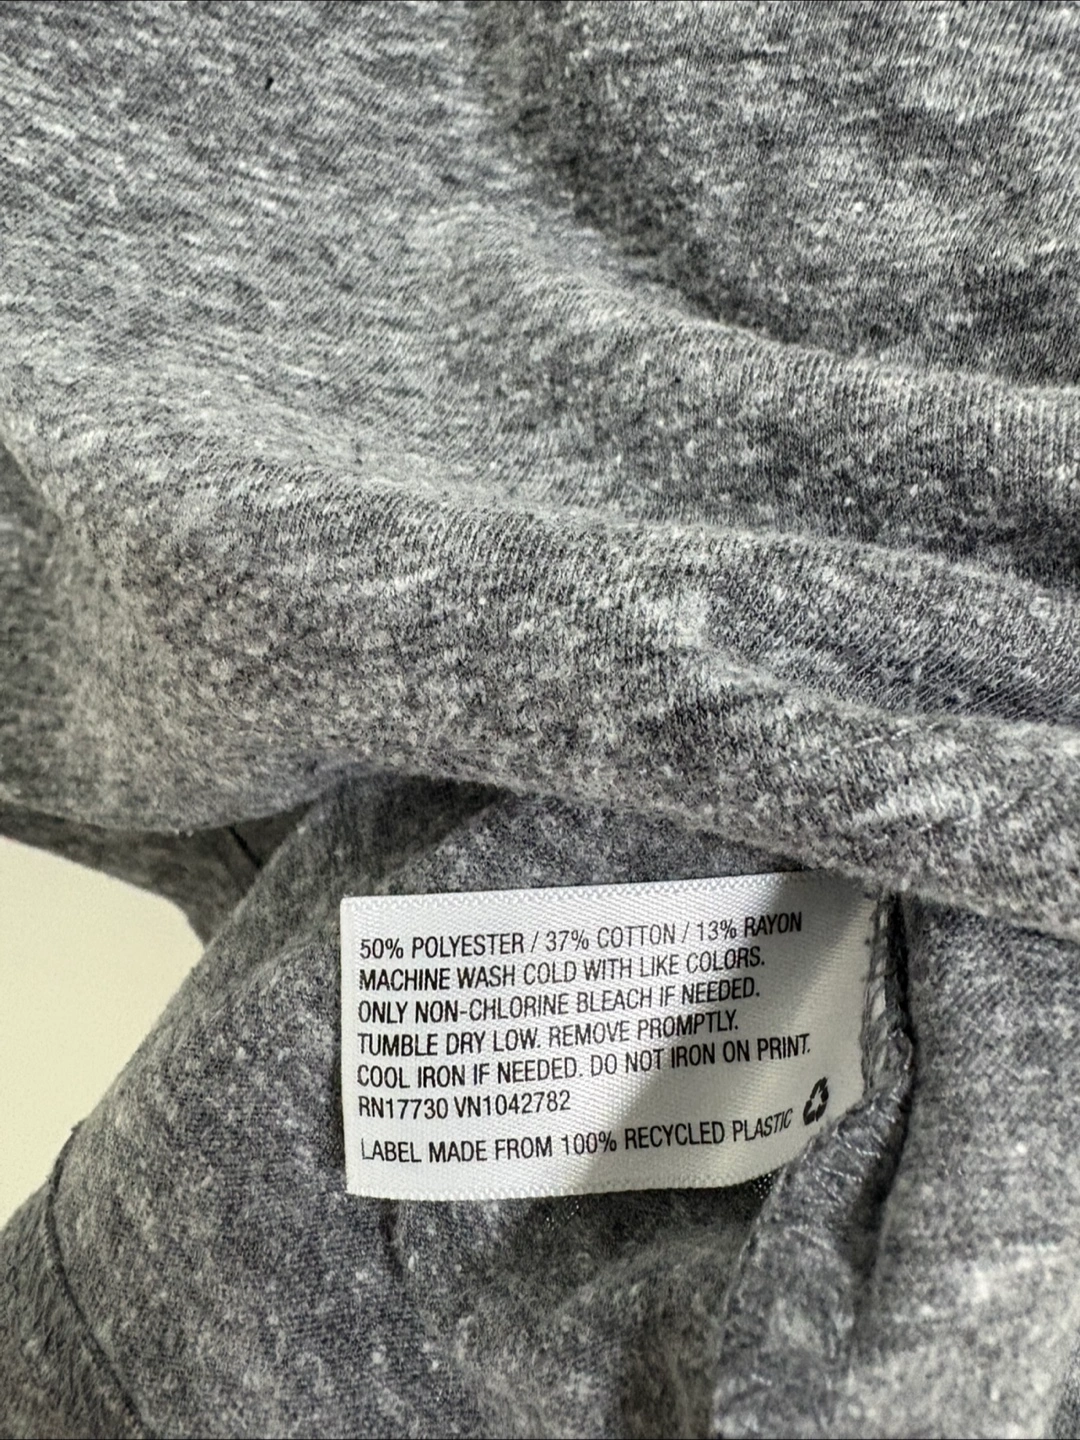 50% POLYESTER / 37% COTTON / 13% RAYON
MACHINE WASH COLD WITH LIKE COLORS.
ONLY NON-CHLORINE BLEACH IF NEEDED.
TUMBLE DRY LOW. REMOVE PROMPTLY.
COOL IRON IF NEEDED. DO NOT IRON ON PRINT.
RN17730 VN1042782
LABEL MADE FROM 100% RECYCLED PLASTIC